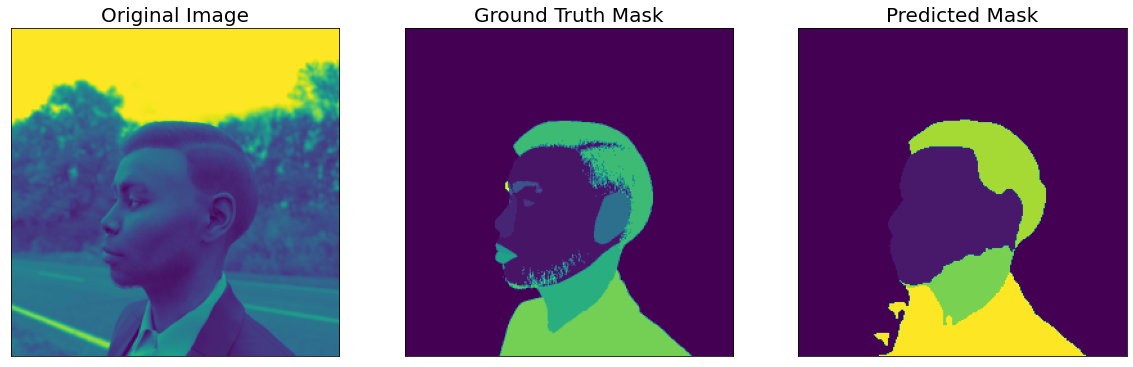 Original Image
Ground Truth Mask
Predicted Mask